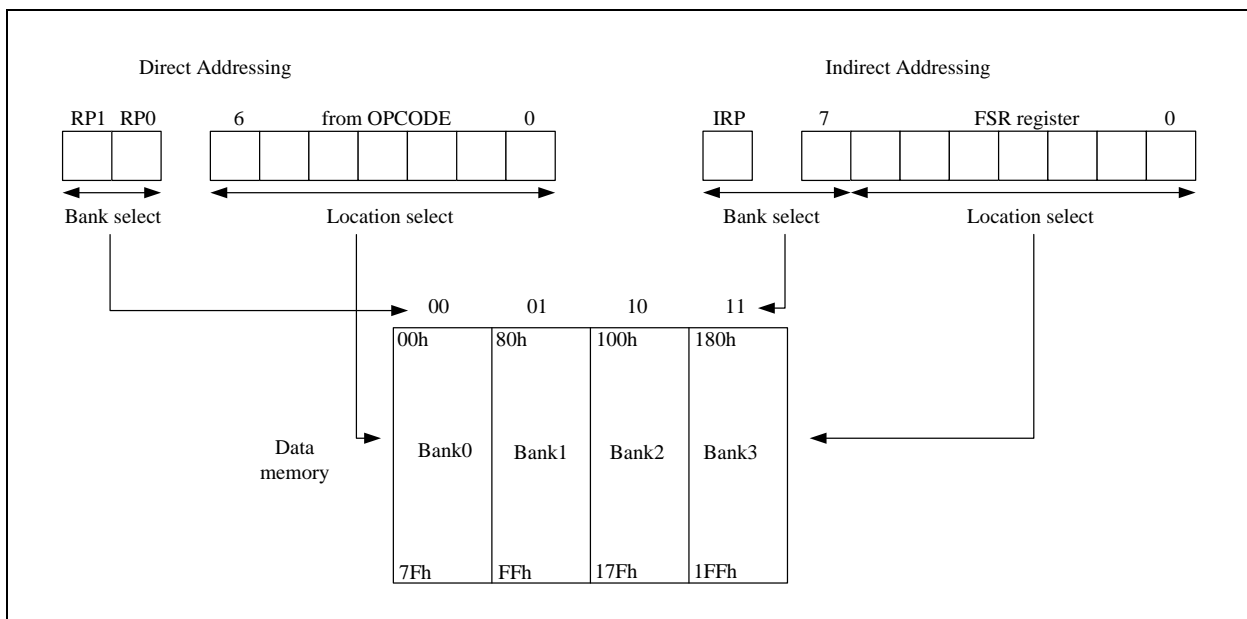 Direct Addressing
Indirect Addressing
RP1 RP0 6 from OPCODE 0
IRP 7 FSR register 0
Bank select Location select
Bank select Location select
00 01 10 11
00h 80h 100h 180h
Data
memory
Bank0 Bank1 Bank2 Bank3
7Fh FFh 17Fh 1FFh